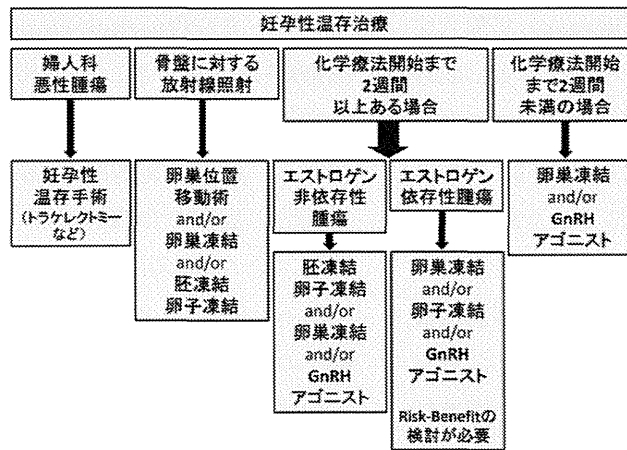 妊孕性温存治療
婦人科
悪性腫瘍
骨盤に対する
放射線照射
化学療法開始まで
2週間
以上ある場合
化学療法開始
まで2週間
未満の場合
妊孕性
温存手術
(トラケレクトミー
など)
卵巣位置
移動術
and/or
卵巣凍結
and/or
胚凍結
卵子凍結
エストロゲン
非依存性
腫瘍
エストロゲン
依存性腫瘍
卵巣凍結
and/or
GnRH
アゴニスト
胚凍結
卵子凍結
and/or
卵巣凍結
and/or
GnRH
アゴニスト
卵巣凍結
and/or
卵子凍結
and/or
GnRH
アゴニスト
Risk-Benefitの
検討が必要